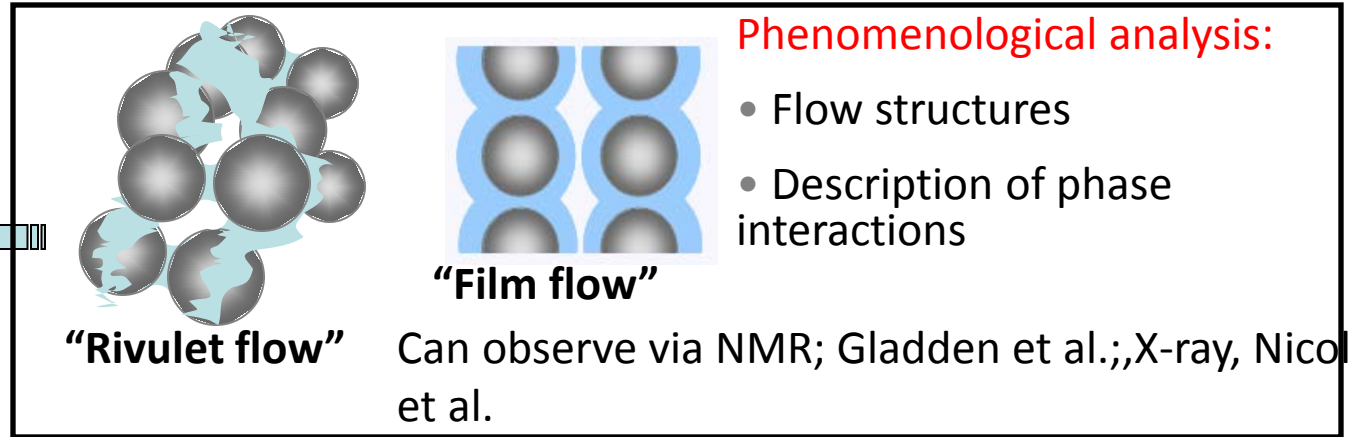 Phenomenological analysis:
• Flow structures
• Description of phase
interactions
“Film flow”
“Rivulet flow”
Can observe via NMR; Gladden et al.;,X-ray, Nicol
et al.